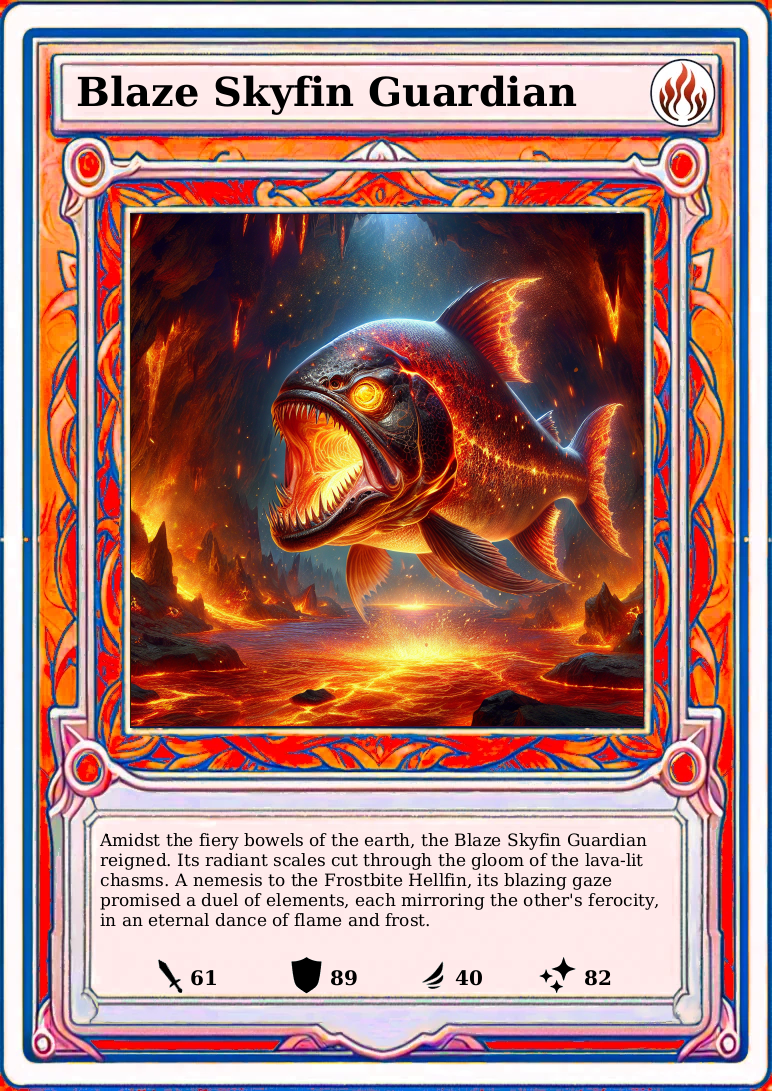 Blaze Skyfin Guardian
Amidst the fiery bowels of the earth, the Blaze Skyfin Guardian
reigned. Its radiant scales cut through the gloom of the lava-lit
chasms. A nemesis to the Frostbite Hellfin, its blazing gaze
promised a duel of elements, each mirroring the other's ferocity,
in an eternal dance of flame and frost.
61 89 40 82